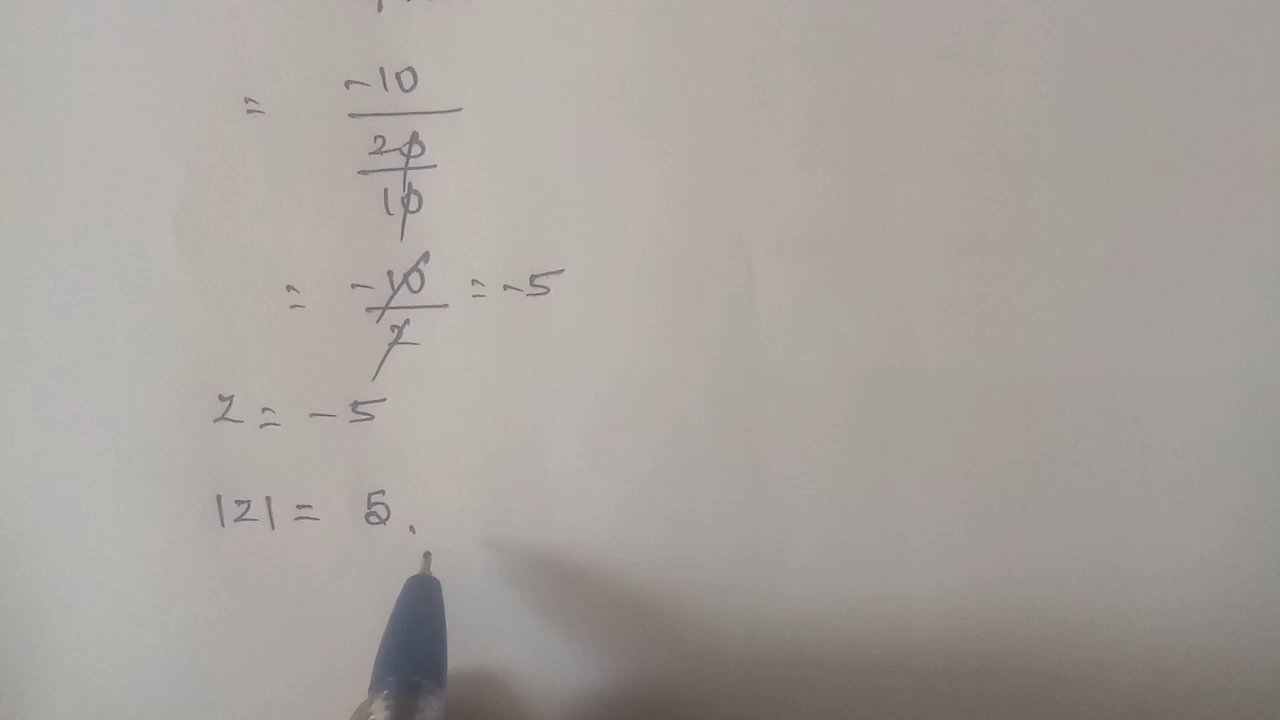 = -10
20
10
= -10 = -5
2
Z = -5
|Z| = 5.